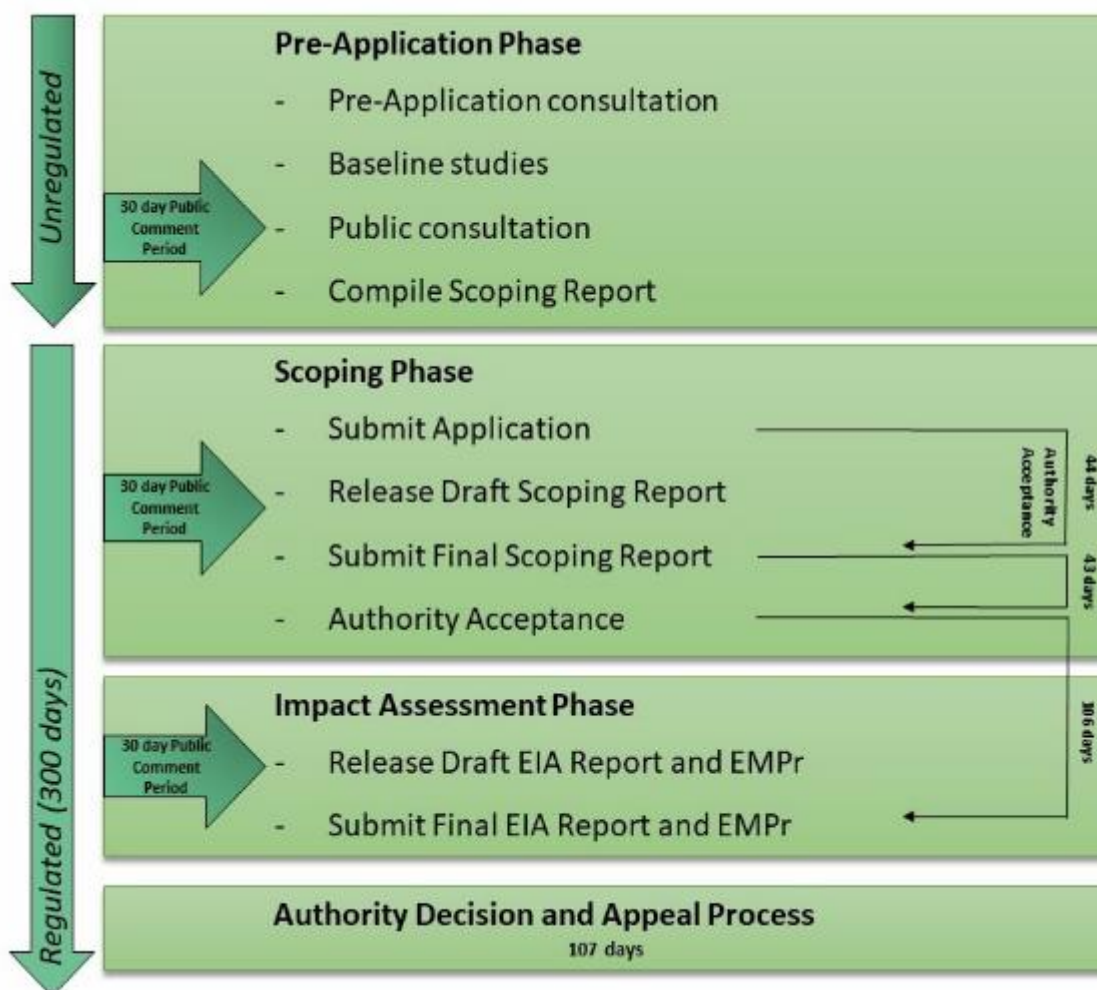 Unregulated
Pre-Application Phase
- Pre-Application consultation
- Baseline studies
30 day Public
Comment
Period
- Public consultation
- Compile Scoping Report
Regulated (300 days)
Scoping Phase
- Submit Application
30 day Public
Comment
Period
- Release Draft Scoping Report
- Submit Final Scoping Report
- Authority Acceptance
Authority
Acceptance
44 days
43 days
106 days
Impact Assessment Phase
30 day Public
Comment
Period
- Release Draft EIA Report and EMPr
- Submit Final EIA Report and EMPr
Authority Decision and Appeal Process
107 days